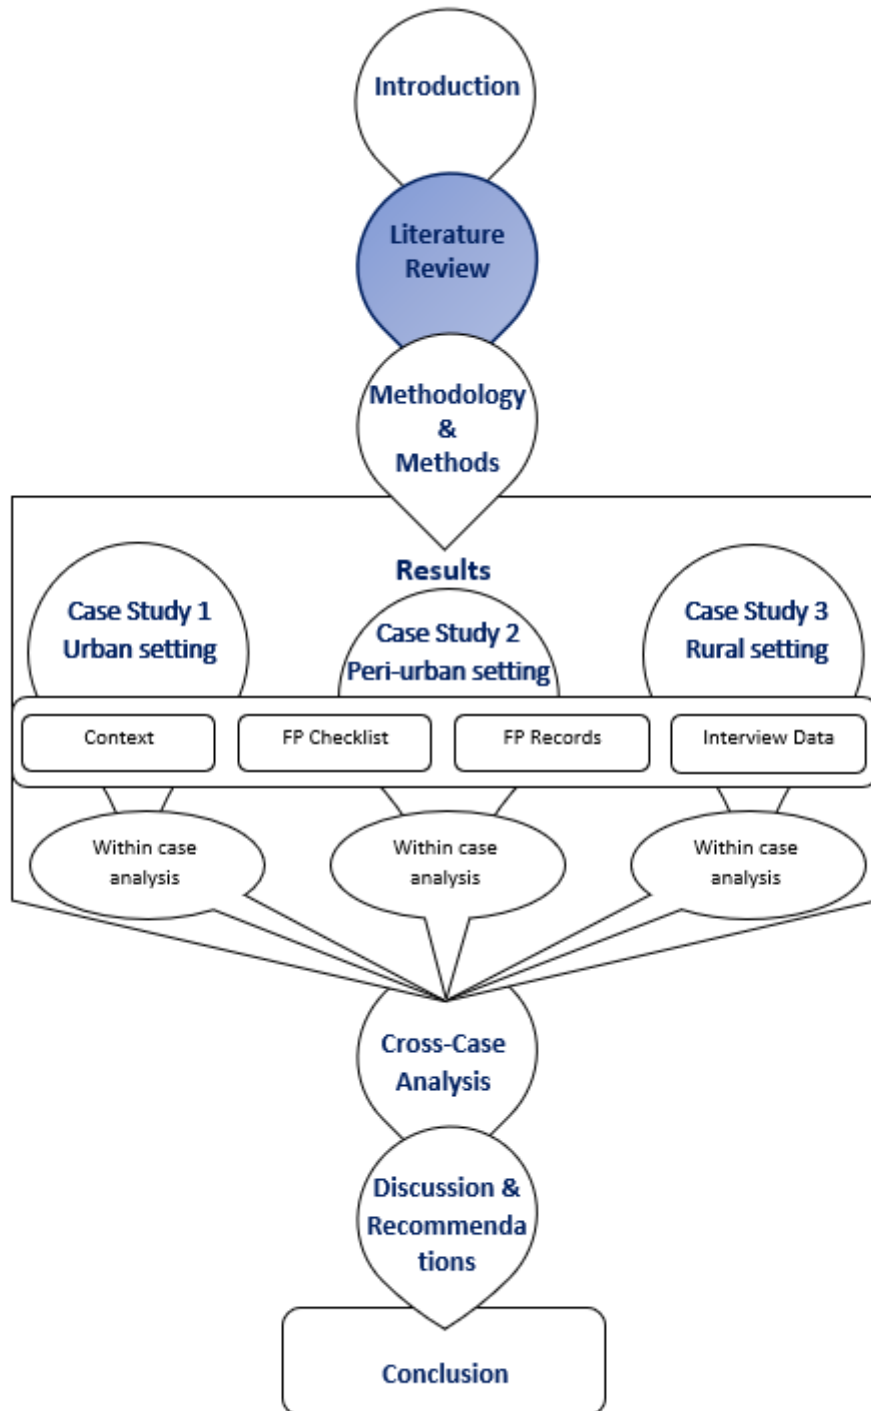 Introduction
Literature
Review
Methodology
&
Methods
Results
Case Study 1
Urban setting
Case Study 2
Peri-urban setting
Case Study 3
Rural setting
Context
FP Checklist
FP Records
Interview Data
Within case
analysis
Within case
analysis
Within case
analysis
Cross-Case
Analysis
Discussion &
Recommenda
tions
Conclusion